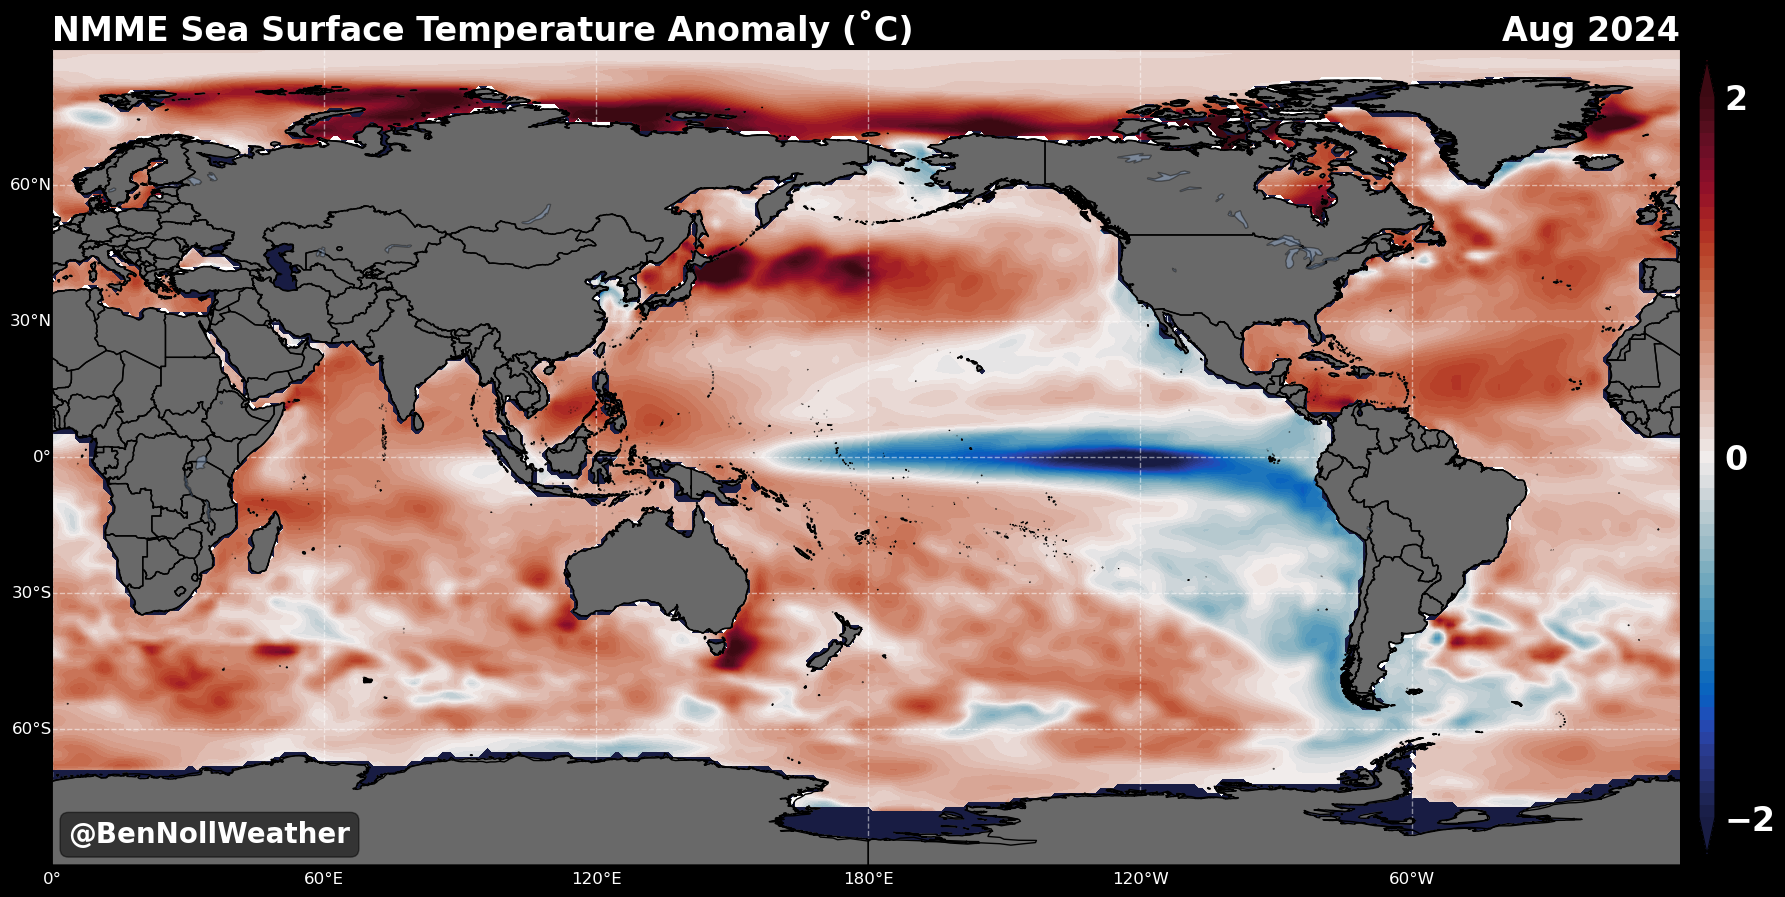 NMME Sea Surface Temperature Anomaly (˚C)
Aug 2024
2
0
−2
60°N
30°N
0°
30°S
60°S
@BenNollWeather
0°
60°E
120°E
180°E
120°W
60°W